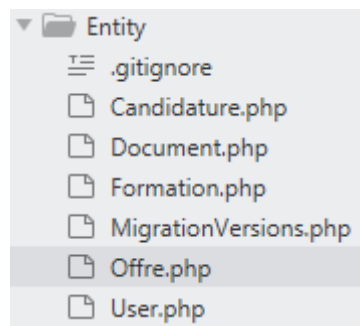 Entity
.gitignore
Candidature.php
Document.php
Formation.php
MigrationVersions.php
Offre.php
User.php